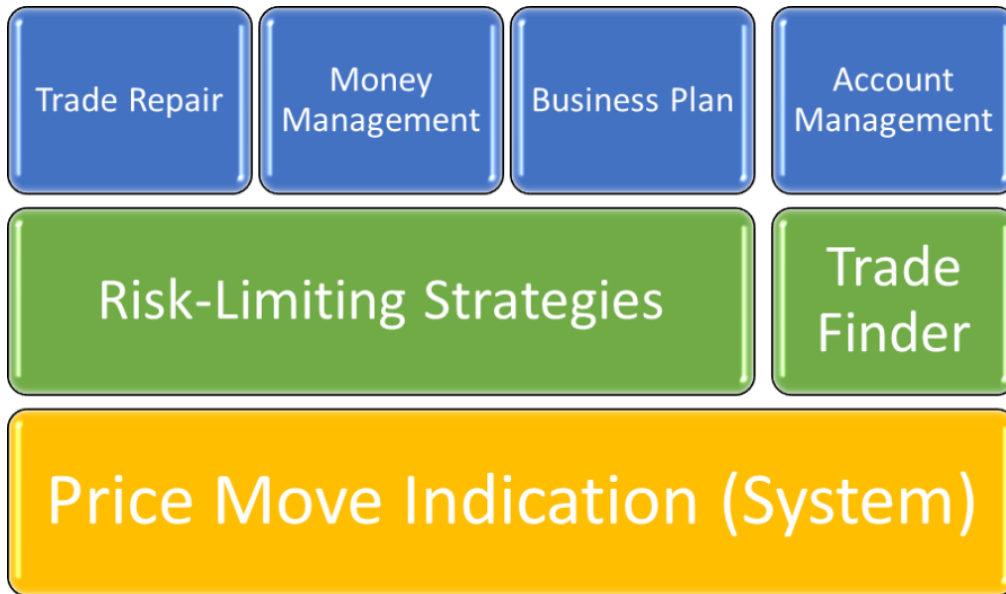 Trade Repair
Money
Management
Business Plan
Account
Management
Risk-Limiting Strategies
Trade
Finder
Price Move Indication (System)